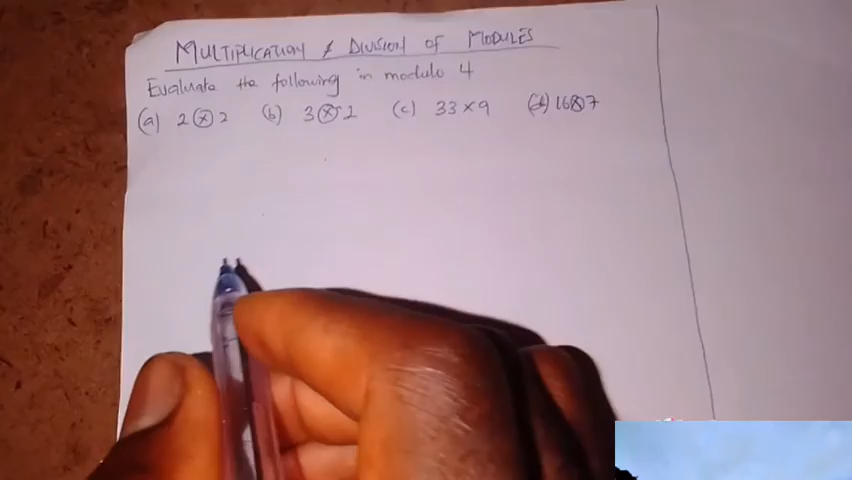 MULTIPLICATION & DIVISION OF MODULES
Evaluate the following in modulo 4
(a) 2 ⊗ 2 (b) 3 ⊗ 2 (c) 33 × 9 (d) 16 ⊗ 7